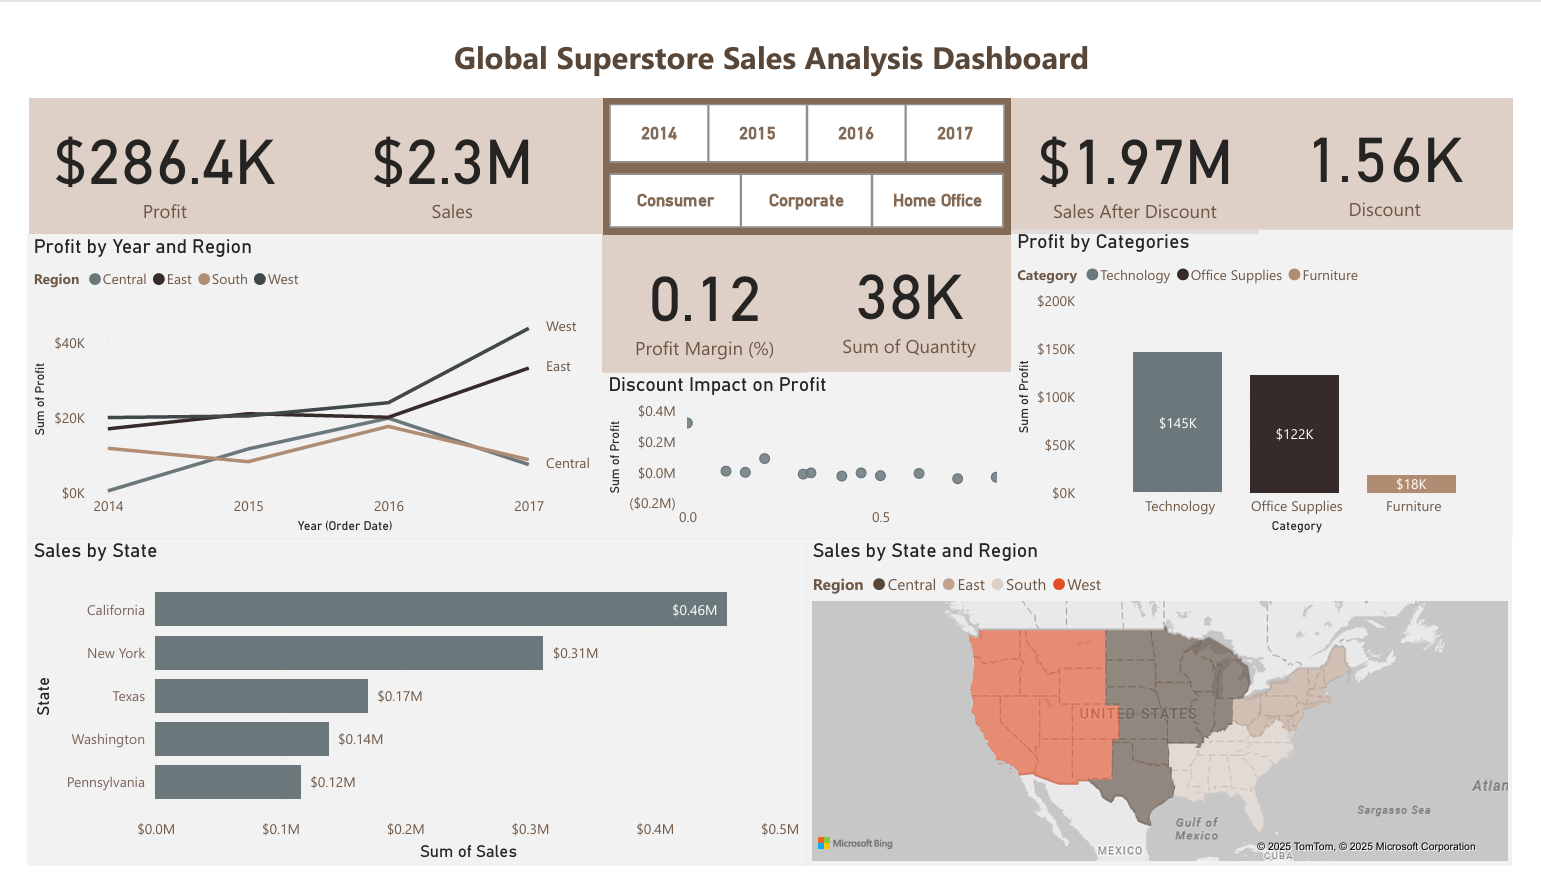 Global Superstore Sales Analysis Dashboard
$286.4K
Profit
$2.3M
Sales
2014 2015 2016 2017
Consumer Corporate Home Office
$1.97M
Sales After Discount
1.56K
Discount
Profit by Year and Region
Region Central East South West
$40K
$20K
$0K
Sum of Profit
West
East
Central
2014 2015 2016 2017
Year (Order Date)
0.12
Profit Margin (%)
38K
Sum of Quantity
Discount Impact on Profit
$0.4M
$0.2M
$0.0M
($0.2M)
Sum of Profit
0.0 0.5
Profit by Categories
Category Technology Office Supplies Furniture
$200K
$150K
$100K
$50K
$0K
Sum of Profit
$145K
$122K
$18K
Technology Office Supplies Furniture
Category
Sales by State
State
California $0.46M
New York $0.31M
Texas $0.17M
Washington $0.14M
Pennsylvania $0.12M
$0.0M $0.1M $0.2M $0.3M $0.4M $0.5M
Sum of Sales
Sales by State and Region
Region Central East South West
UNITED STATES
Atlan
Sargasso Sea
Gulf of
Mexico
MEXICO
CUBA
Microsoft Bing
© 2025 TomTom, © 2025 Microsoft Corporation